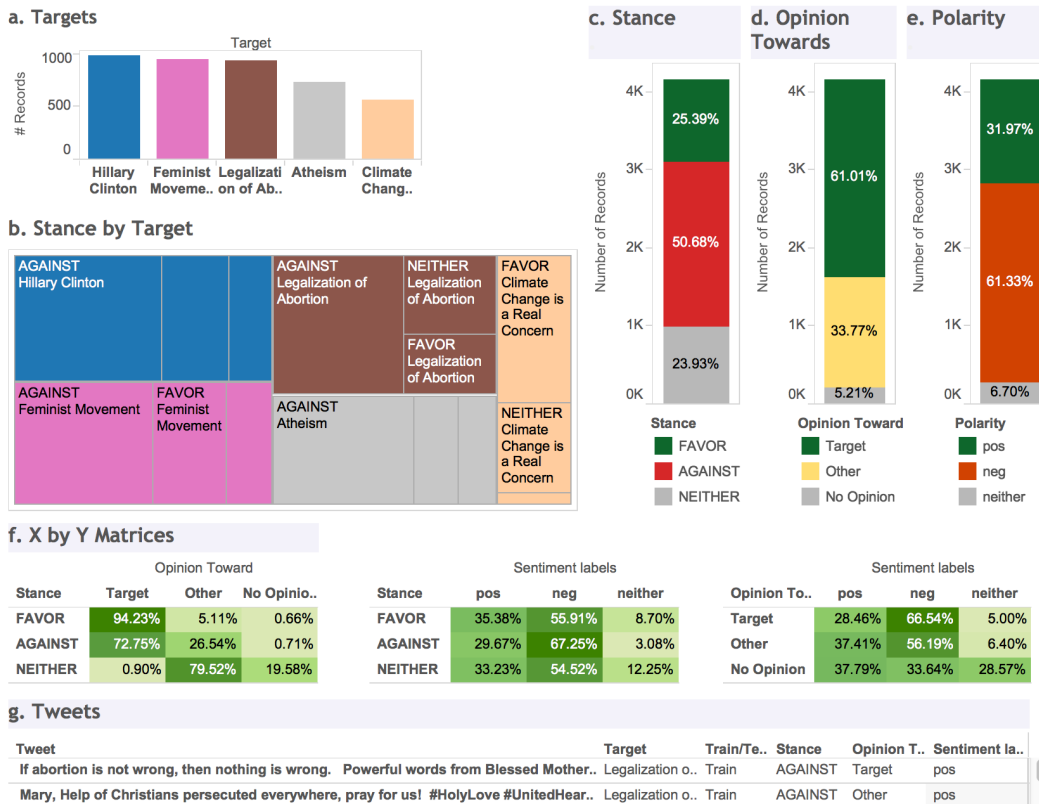 a. Targets
Target
# Records
1000
500
0
Hillary Clinton
Feminist Moveme..
Legalizati on of Ab..
Atheism
Climate Chang..
b. Stance by Target
AGAINST
Hillary Clinton
AGAINST
Feminist Movement
FAVOR
Feminist
Movement
AGAINST
Legalization of
Abortion
NEITHER
Legalization
of Abortion
FAVOR
Legalization
of Abortion
AGAINST
Atheism
FAVOR
Climate
Change is
a Real
Concern
NEITHER
Climate
Change is
a Real
Concern
c. Stance
Number of Records
4K
3K
2K
1K
0K
25.39%
50.68%
23.93%
Stance
FAVOR
AGAINST
NEITHER
d. Opinion
Towards
Number of Records
4K
3K
2K
1K
0K
61.01%
33.77%
5.21%
Opinion Toward
Target
Other
No Opinion
e. Polarity
Number of Records
4K
3K
2K
1K
0K
31.97%
61.33%
6.70%
Polarity
pos
neg
neither
f. X by Y Matrices
Opinion Toward
Stance Target Other No Opinio..
FAVOR 94.23% 5.11% 0.66%
AGAINST 72.75% 26.54% 0.71%
NEITHER 0.90% 79.52% 19.58%
Sentiment labels
Stance pos neg neither
FAVOR 35.38% 55.91% 8.70%
AGAINST 29.67% 67.25% 3.08%
NEITHER 33.23% 54.52% 12.25%
Sentiment labels
Opinion To.. pos neg neither
Target 28.46% 66.54% 5.00%
Other 37.41% 56.19% 6.40%
No Opinion 37.79% 33.64% 28.57%
g. Tweets
Tweet Target Train/Te.. Stance Opinion T.. Sentiment la..
If abortion is not wrong, then nothing is wrong. Powerful words from Blessed Mother.. Legalization o.. Train AGAINST Target pos
Mary, Help of Christians persecuted everywhere, pray for us! #HolyLove #UnitedHear.. Legalization o.. Train AGAINST Other pos